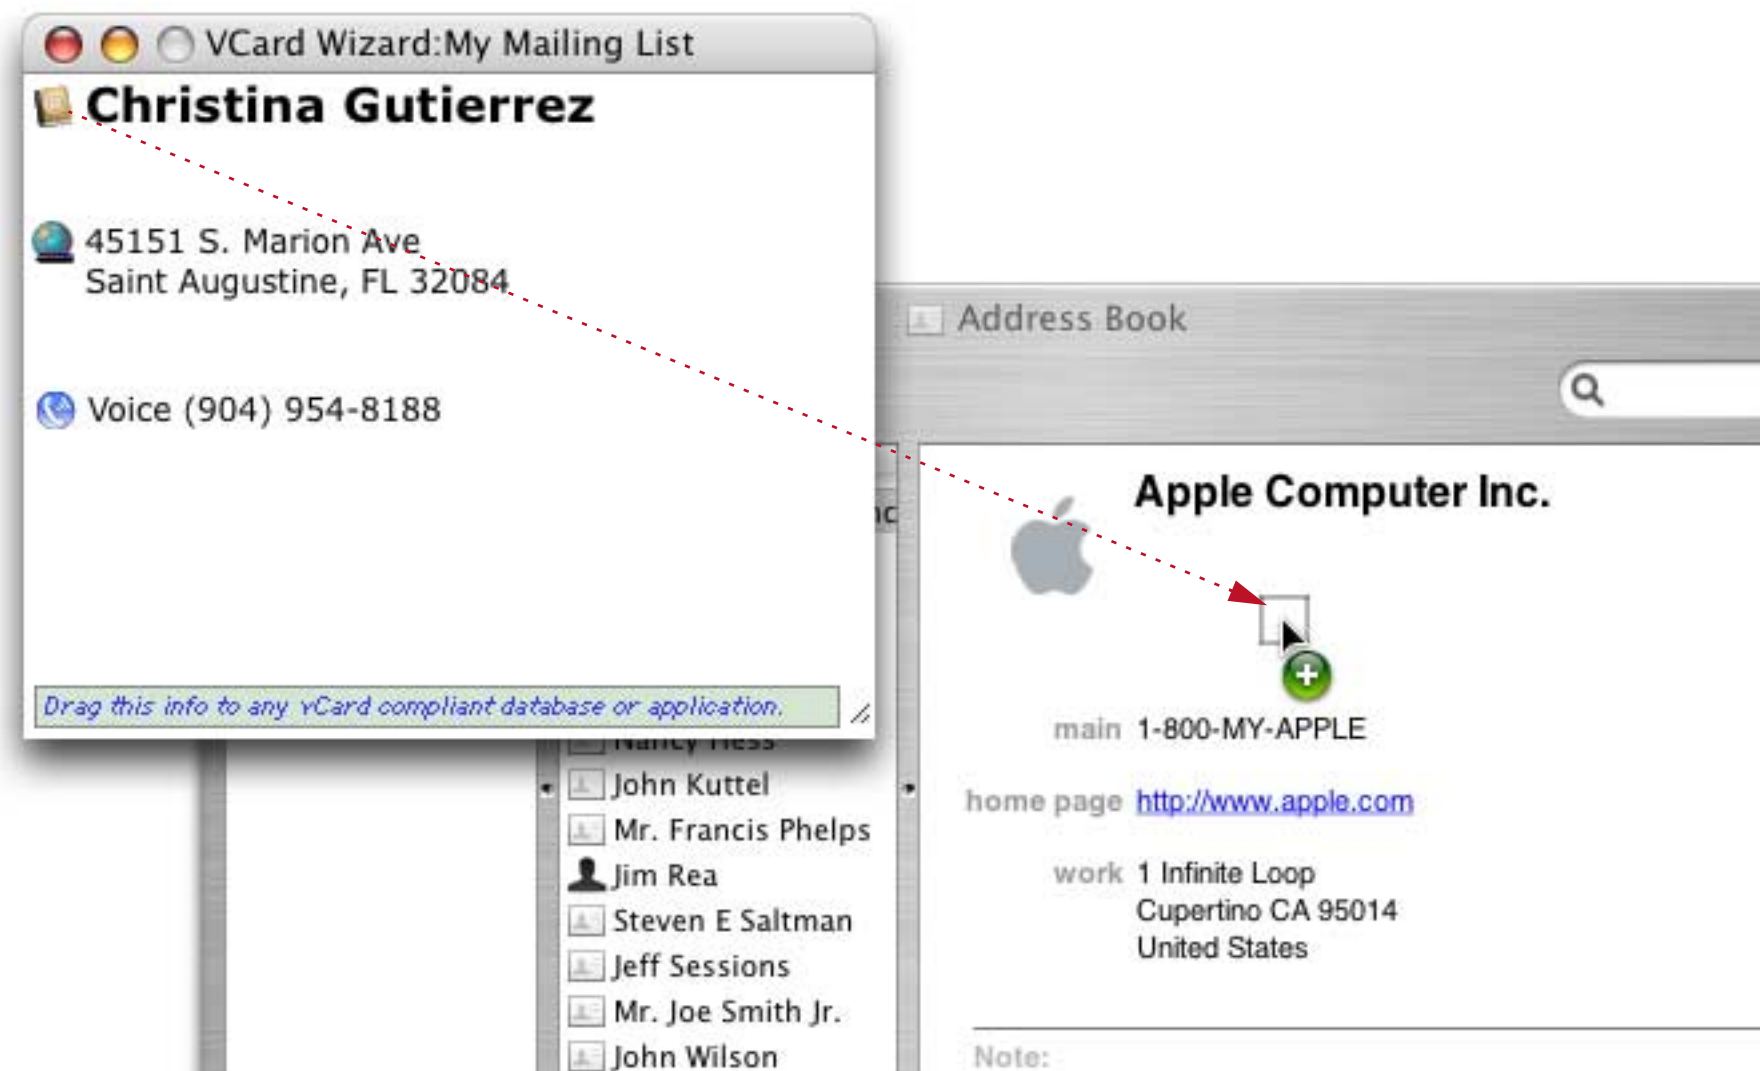 VCard Wizard:My Mailing List
Christina Gutierrez
45151 S. Marion Ave
Saint Augustine, FL 32084
Voice (904) 954-8188
Drag this info to any vCard compliant database or application.
Address Book
nc
Nancy Hess
John Kuttel
Mr. Francis Phelps
Jim Rea
Steven E Saltman
Jeff Sessions
Mr. Joe Smith Jr.
John Wilson
Apple Computer Inc.
main 1-800-MY-APPLE
home page http://www.apple.com
work 1 Infinite Loop
Cupertino CA 95014
United States
Note: